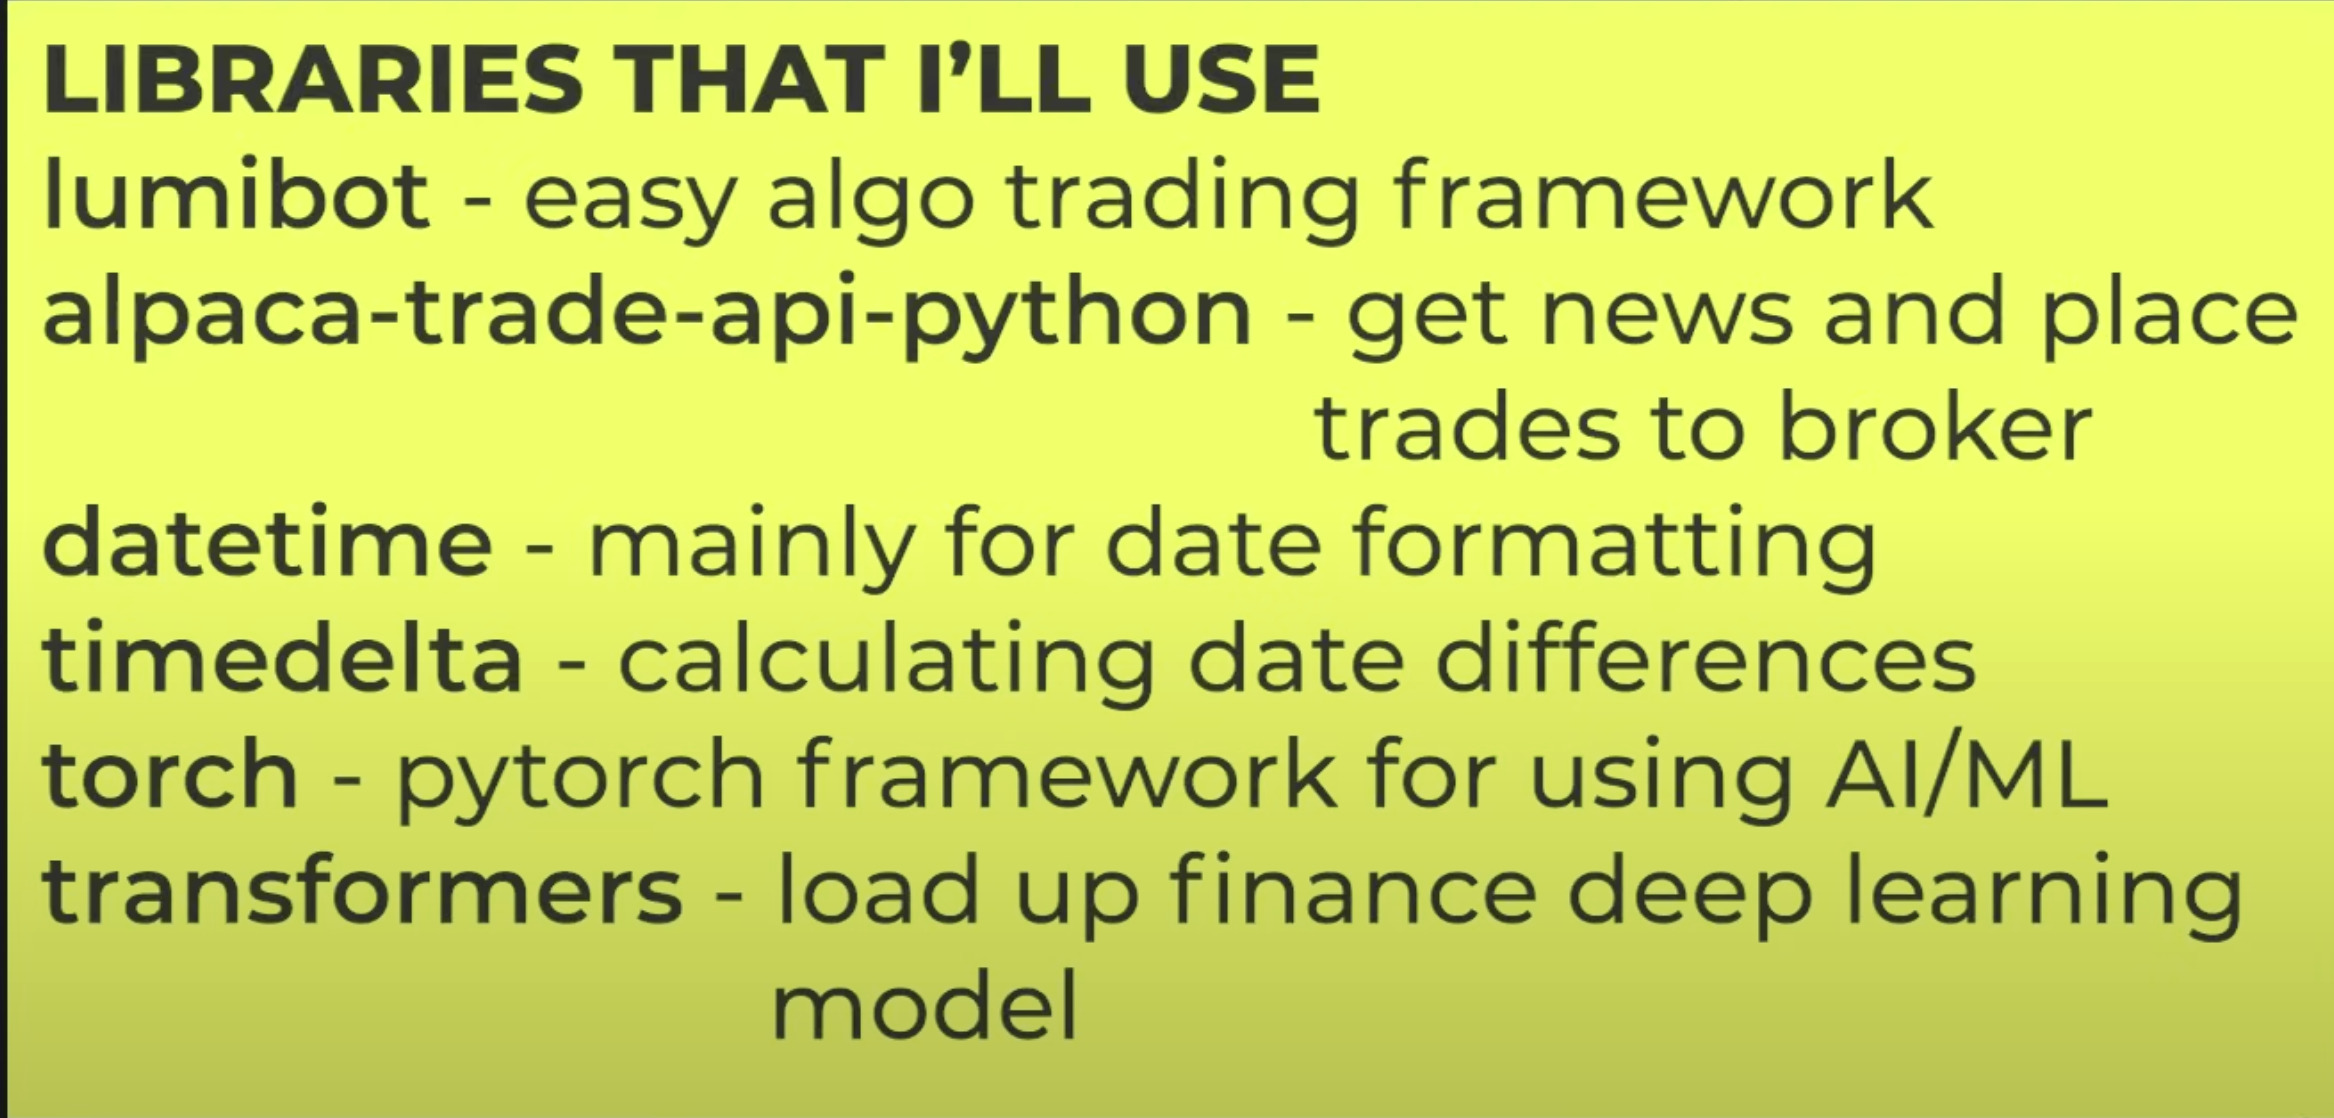 LIBRARIES THAT I’LL USE
lumibot - easy algo trading framework
alpaca-trade-api-python - get news and place
trades to broker
datetime - mainly for date formatting
timedelta - calculating date differences
torch - pytorch framework for using AI/ML
transformers - load up finance deep learning
model